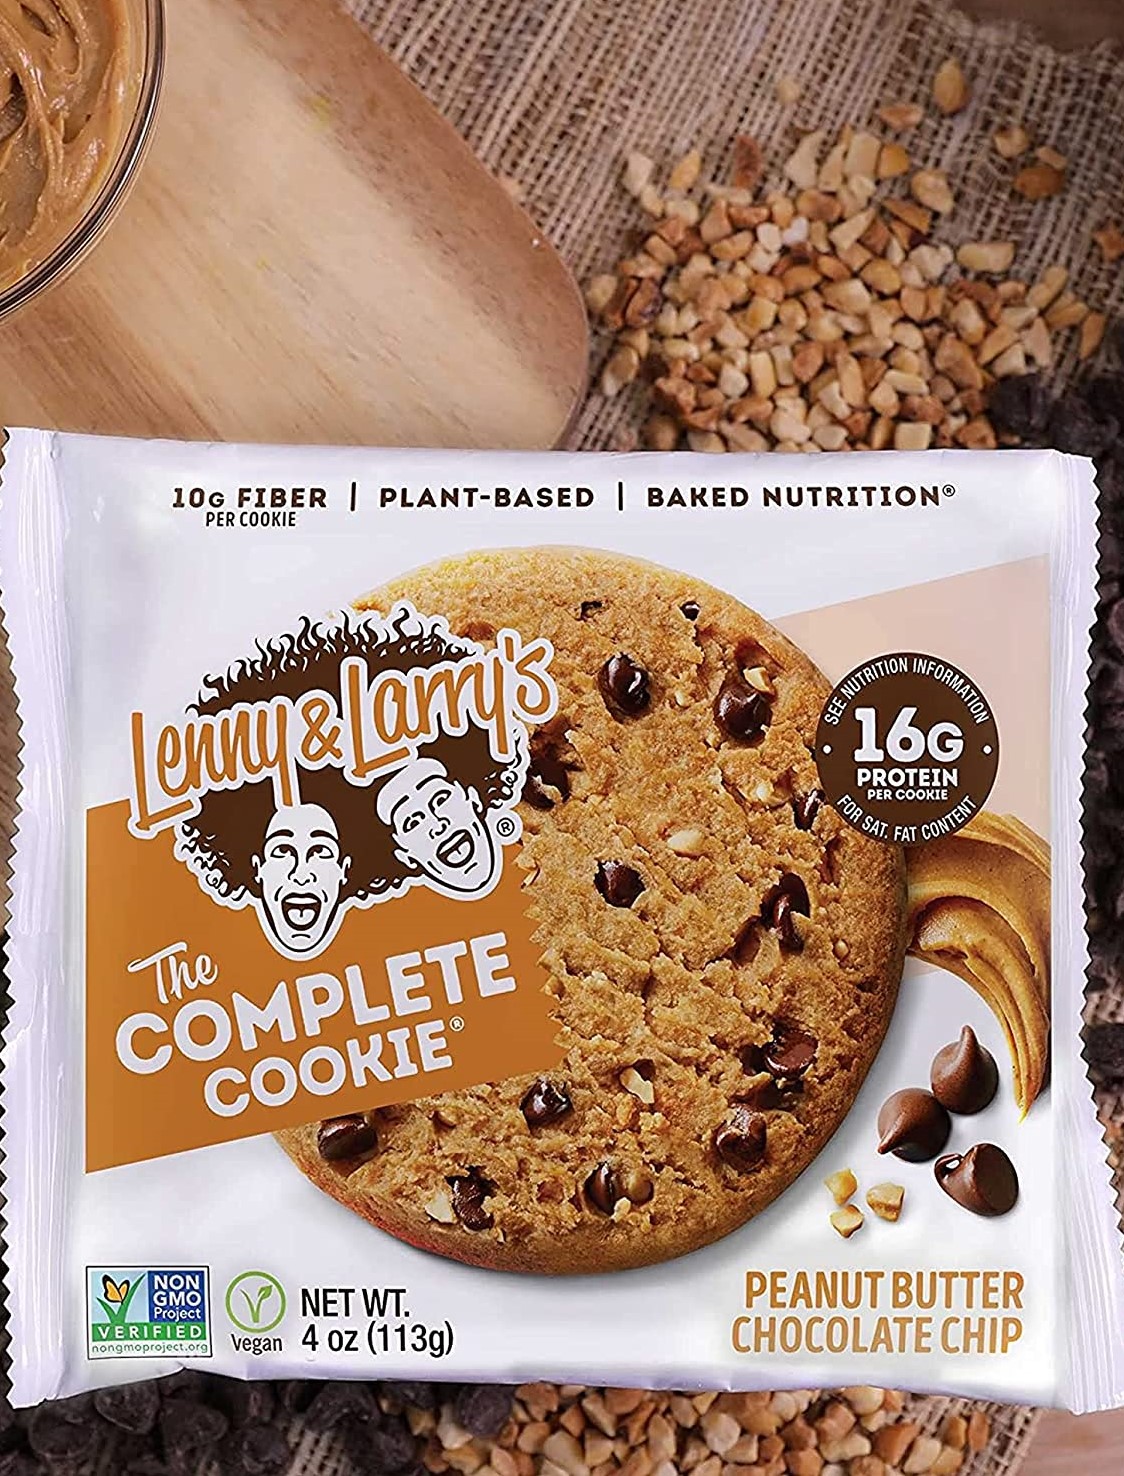 10G FIBER | PLANT-BASED | BAKED NUTRITION®
PER COOKIE
Lenny & Larry's®
The
COMPLETE
COOKIE®
SEE NUTRITION INFORMATION
16G
PROTEIN
PER COOKIE
FOR SAT. FAT CONTENT
NON
GMO
Project
VERIFIED
nongmoproject.org
V
Vegan
NET WT.
4 oz (113g)
PEANUT BUTTER
CHOCOLATE CHIP